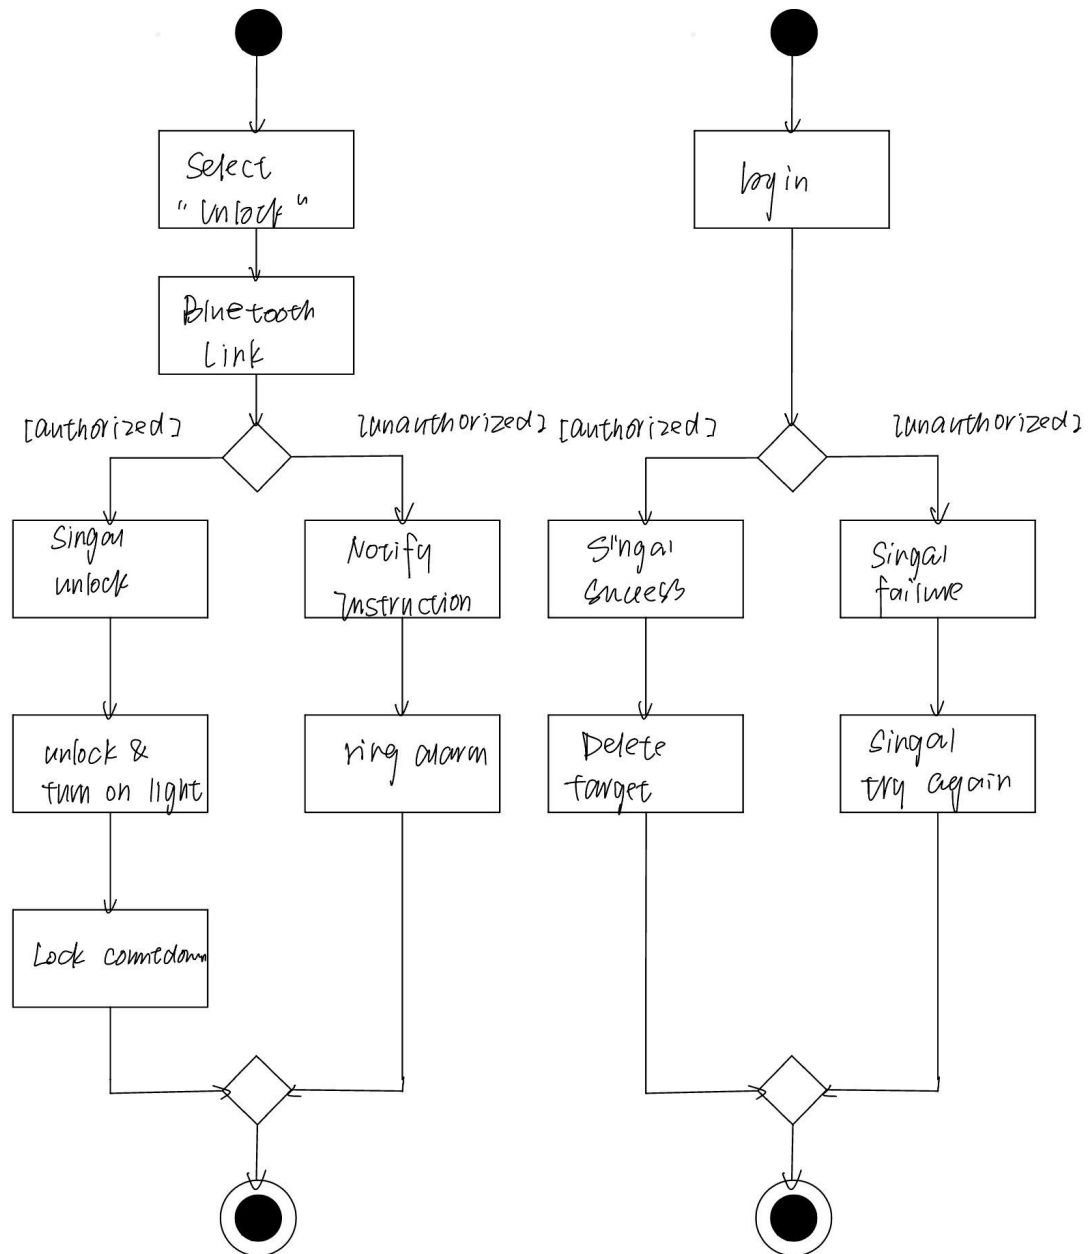 Select
"Unlock"
Bluetooth
Link
[authorized]
[unauthorized]
Singal
unlock
Notify
Instruction
unlock &
turn on light
ring alarm
Lock countdown
login
[authorized]
[unauthorized]
Singal
success
Singal
failure
Delete
target
Singal
try again